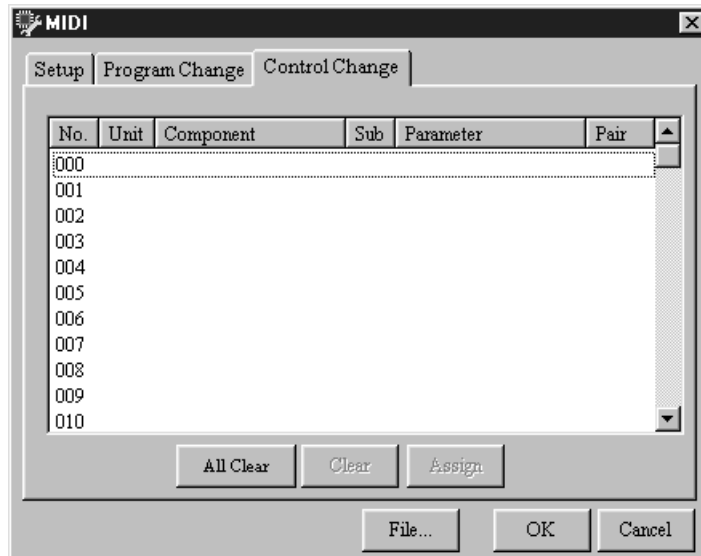 MIDI
Setup Program Change Control Change
No. Unit Component Sub Parameter Pair
000
001
002
003
004
005
006
007
008
009
010
All Clear Clear Assign
File... OK Cancel